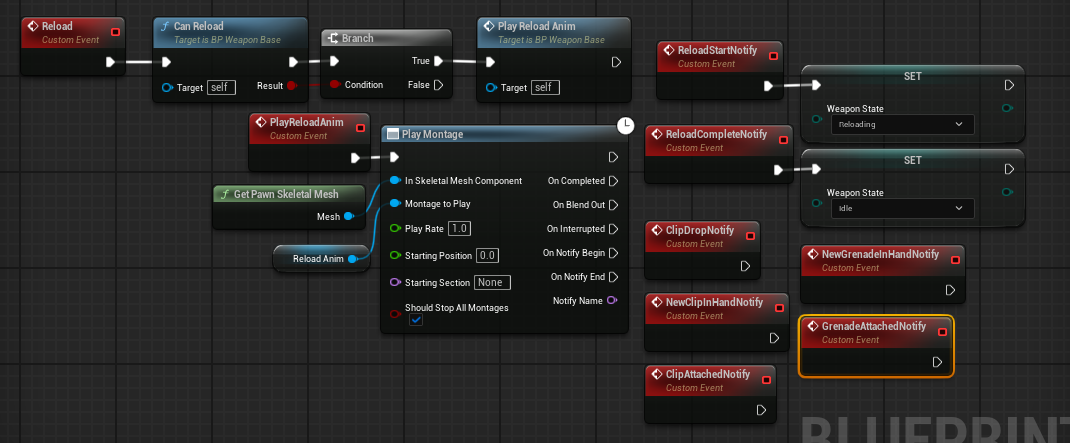 Reload
Custom Event
Can Reload
Target is BP Weapon Base
Target self
Result
Branch
True
Condition
False
Play Reload Anim
Target is BP Weapon Base
Target self
ReloadStartNotify
Custom Event
SET
Weapon State
Reloading
PlayReloadAnim
Custom Event
Play Montage
In Skeletal Mesh Component
On Completed
Montage to Play
On Blend Out
Play Rate 1.0
On Interrupted
Starting Position 0.0
On Notify Begin
Starting Section None
On Notify End
Should Stop All Montages
Notify Name
Get Pawn Skeletal Mesh
Mesh
Reload Anim
ReloadCompleteNotify
Custom Event
SET
Weapon State
Idle
ClipDropNotify
Custom Event
NewGrenadeInHandNotify
Custom Event
NewClipInHandNotify
Custom Event
GrenadeAttachedNotify
Custom Event
ClipAttachedNotify
Custom Event
BLUEPRINT